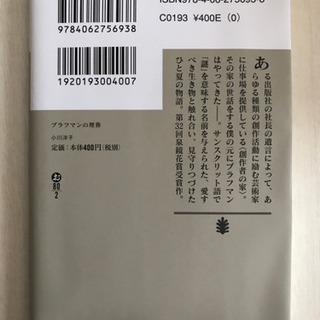 9784062756938
C0193 ¥400E (0)
1920193004007
ブラフマンの埋葬
小川洋子
定価：本体400円(税別)
お
80
2
ある出版社の社長の遺言によって、あ
らゆる種類の創作活動に励む芸術家
に仕事場を提供している〈創作者の家〉。
その家の世話をする僕の元にブラフマン
はやってきた――。サンスクリット語で
「謎」を意味する名前を与えられた、愛す
べき生き物と触れ合い、見守りつづけた
ひと夏の物語。第32回泉鏡花賞受賞作。